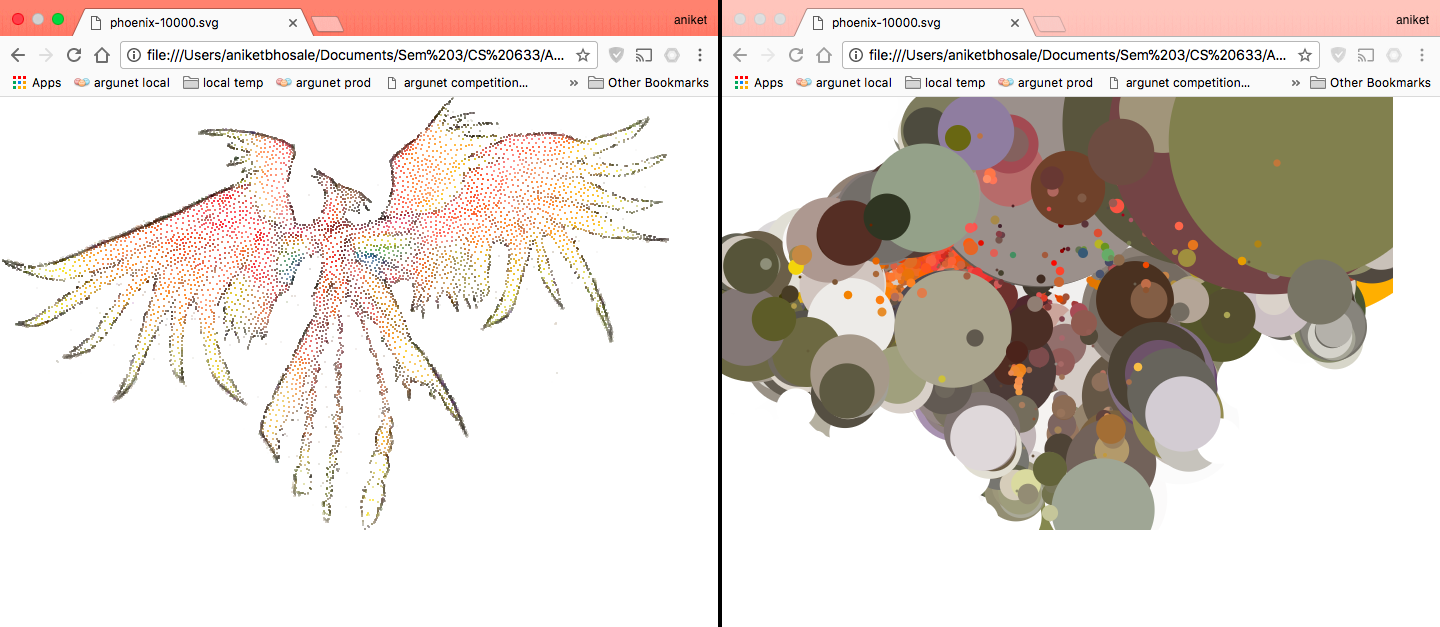 phoenix-10000.svg
aniket
file:///Users/aniketbhosale/Documents/Sem%203/CS%20633/A...
Apps argunet local local temp argunet prod argunet competition... » Other Bookmarks
phoenix-10000.svg
aniket
file:///Users/aniketbhosale/Documents/Sem%203/CS%20633/A...
Apps argunet local local temp argunet prod argunet competition... » Other Bookmarks